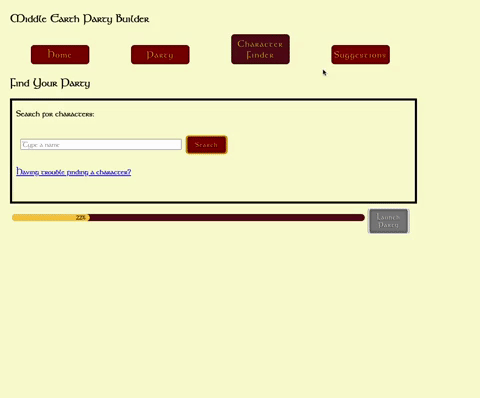 Middle Earth Party Builder
Home
Party
Character
Finder
Suggestions
Find Your Party
Search for characters:
Type a name
Search
Having trouble finding a character?
22%
Launch
Party